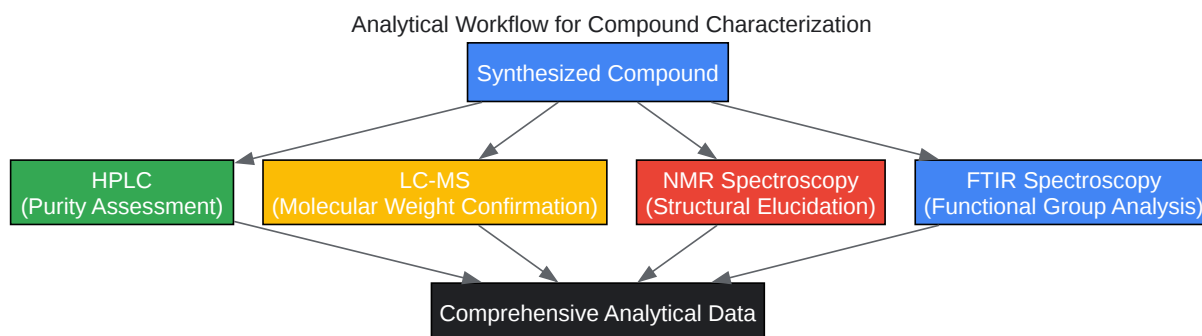 Analytical Workflow for Compound Characterization
Synthesized Compound
HPLC
(Purity Assessment)
LC-MS
(Molecular Weight Confirmation)
NMR Spectroscopy
(Structural Elucidation)
FTIR Spectroscopy
(Functional Group Analysis)
Comprehensive Analytical Data